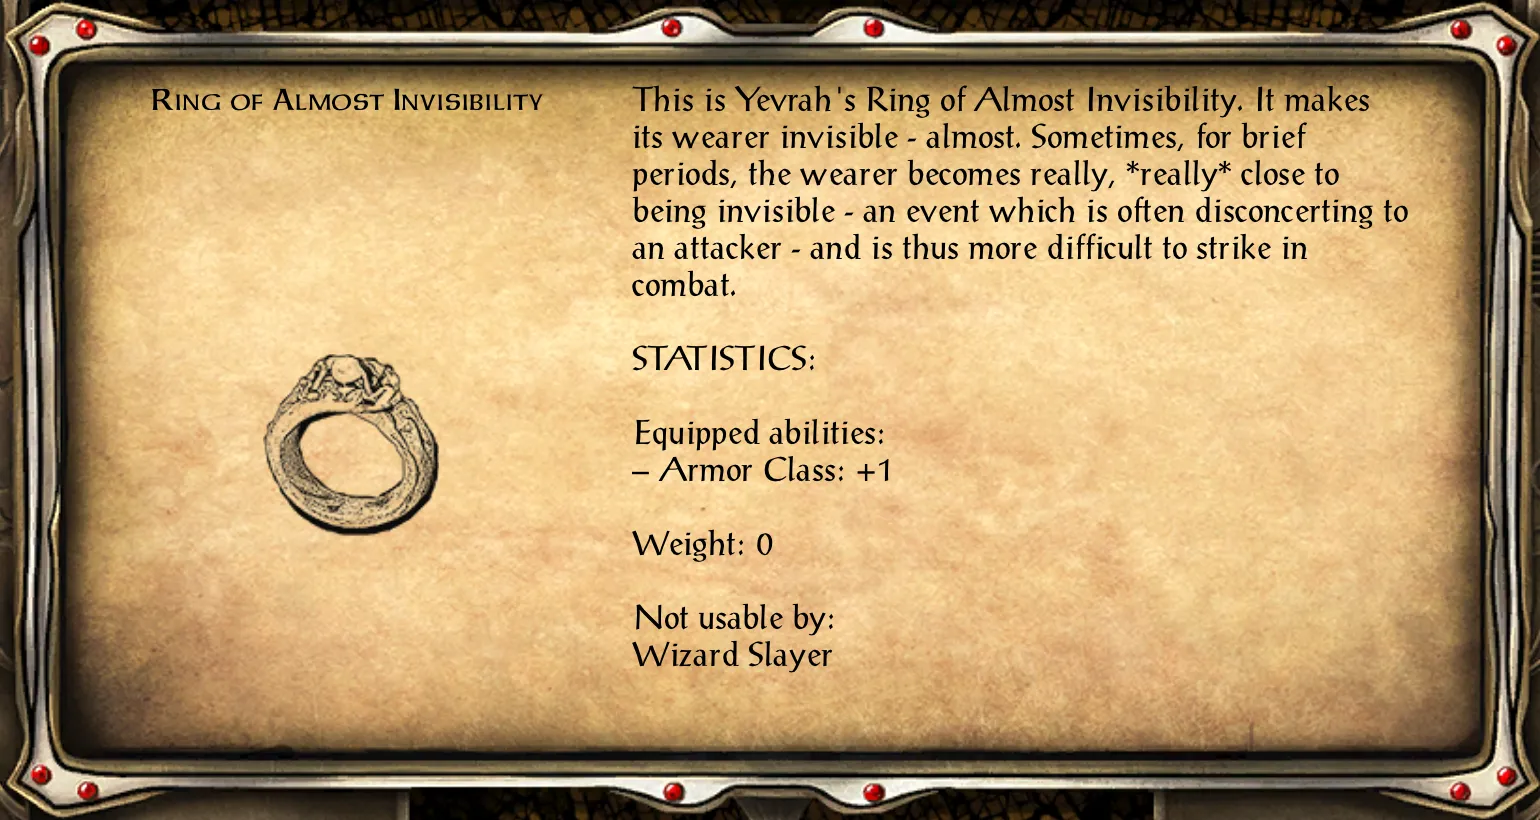 Ring of Almost Invisibility
This is Yevrah's Ring of Almost Invisibility. It makes
its wearer invisible - almost. Sometimes, for brief
periods, the wearer becomes really, *really* close to
being invisible - an event which is often disconcerting to
an attacker - and is thus more difficult to strike in
combat.
STATISTICS:
Equipped abilities:
– Armor Class: +1
Weight: 0
Not usable by:
Wizard Slayer